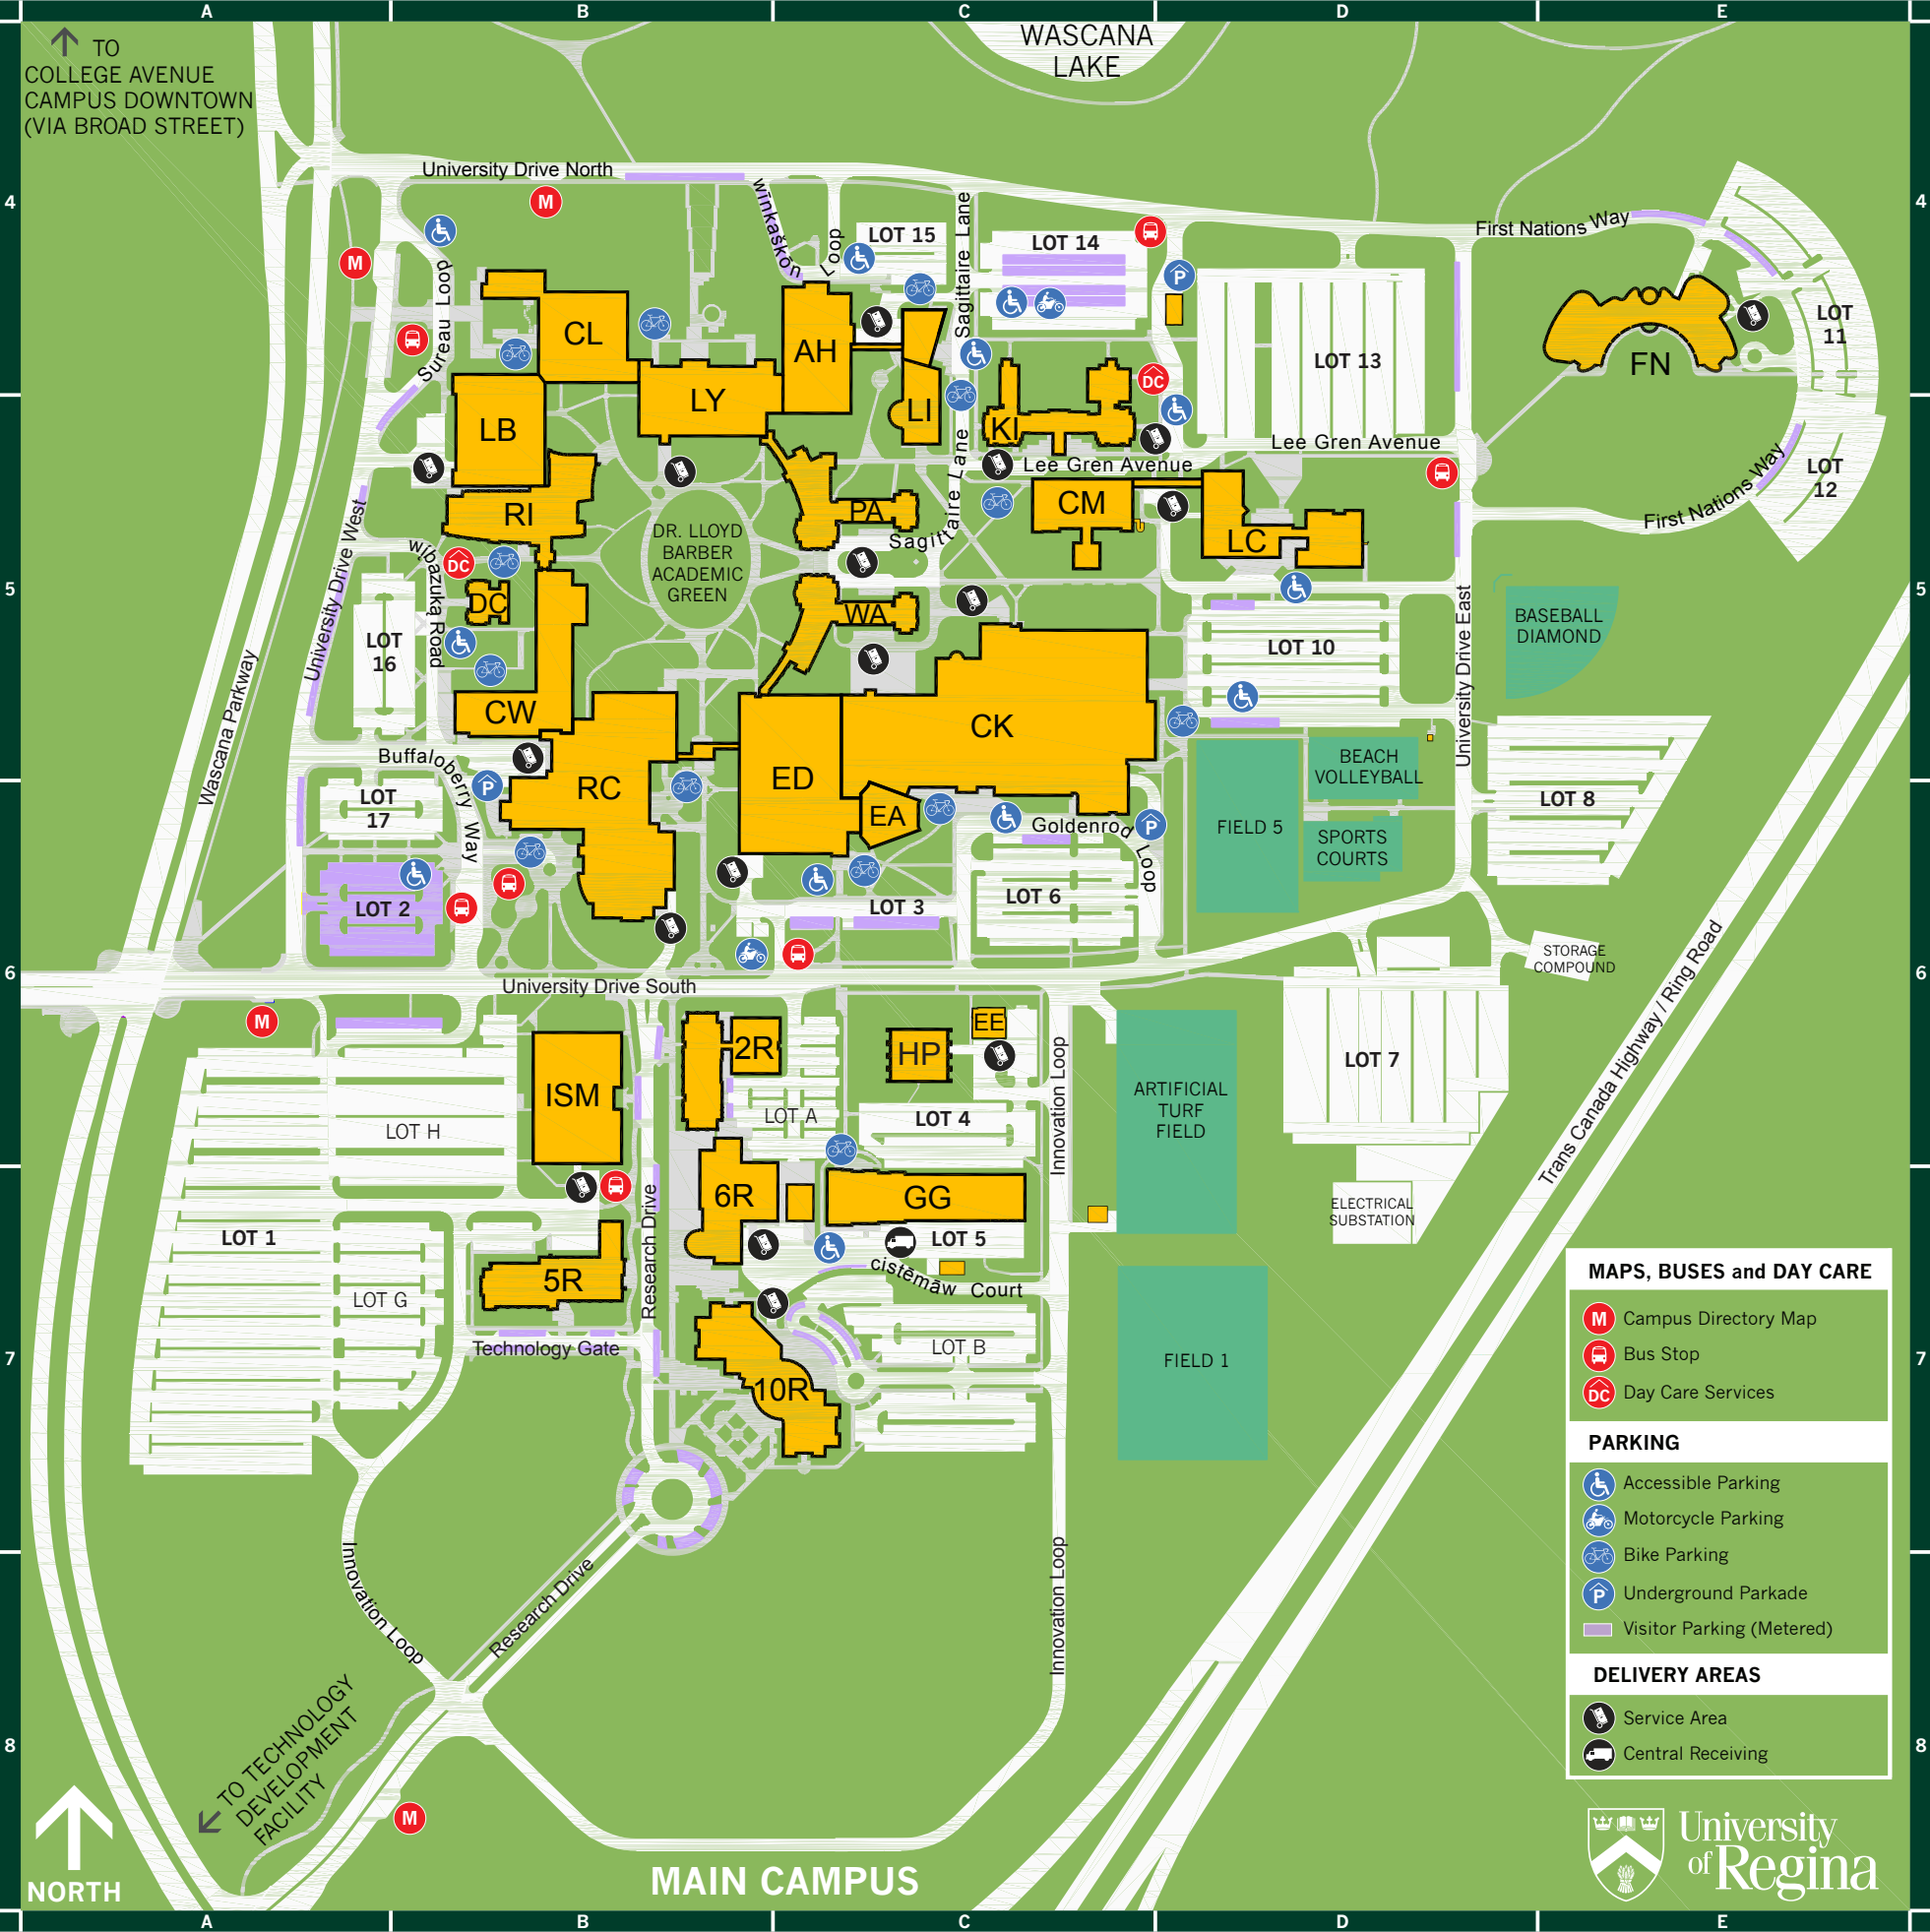 A B C D E
WASCANA
LAKE
TO
COLLEGE AVENUE
CAMPUS DOWNTOWN
(VIA BROAD STREET)
University Drive North
4
M
wīnkaškōn
Loop
LOT 15
Sagittaire Lane
LOT 14
First Nations Way
4
M
Sureau Loop
P
CL
AH
LOT 13
LOT
11
FN
LY
LI
DC
KI
LB
Lee Gren Avenue
Lee Gren Avenue
LOT
12
First Nations Way
RI
PA
CM
Sagittaire Lane
LC
DR. LLOYD
BARBER
ACADEMIC
GREEN
University Drive West
wįbazuką Road
DC
DC
5
WA
5
BASEBALL
DIAMOND
LOT
16
LOT 10
University Drive East
Wascana Parkway
CW
CK
Buffaloberry Way
BEACH
VOLLEYBALL
P
RC
ED
EA
LOT
17
LOT 8
Goldenrod Loop
P
FIELD 5
SPORTS
COURTS
LOT 2
LOT 3
LOT 6
STORAGE
COMPOUND
6
University Drive South
6
M
EE
2R
HP
ISM
LOT A
LOT 4
LOT H
Innovation Loop
ARTIFICIAL
TURF
FIELD
LOT 7
Trans Canada Highway / Ring Road
6R
GG
ELECTRICAL
SUBSTATION
LOT 1
Research Drive
LOT 5
cistēmāw Court
5R
LOT G
Technology Gate
LOT B
7
FIELD 1
7
10R
Innovation Loop
Research Drive
Innovation Loop
TO TECHNOLOGY
DEVELOPMENT
FACILITY
8
8
M
NORTH
MAIN CAMPUS
MAPS, BUSES and DAY CARE
M Campus Directory Map
Bus Stop
DC Day Care Services
PARKING
Accessible Parking
Motorcycle Parking
Bike Parking
P Underground Parkade
Visitor Parking (Metered)
DELIVERY AREAS
Service Area
Central Receiving
University
of Regina
A B C D E